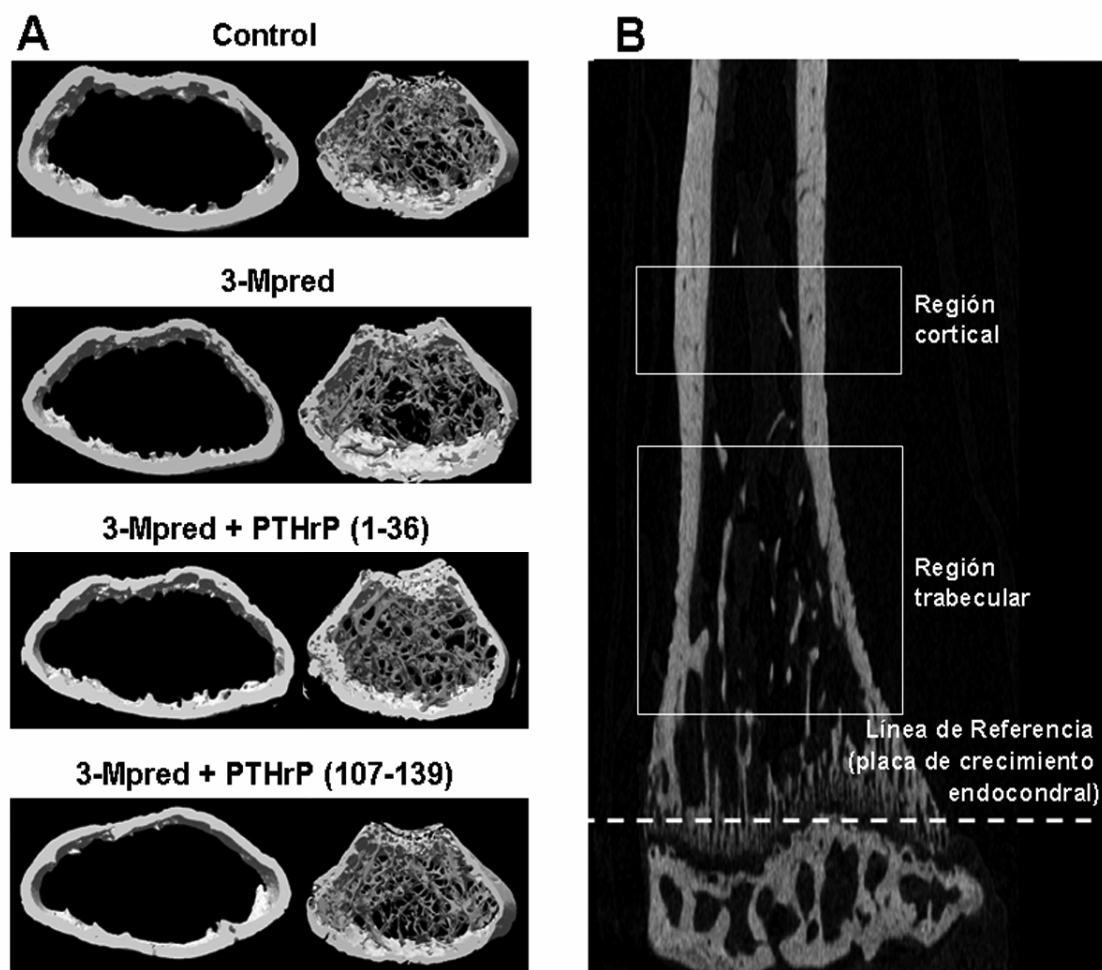 A
Control
3-Mpred
3-Mpred + PTHrP (1-36)
3-Mpred + PTHrP (107-139)
B
Región
cortical
Región
trabecular
Línea de Referencia
(placa de crecimiento
endocondral)